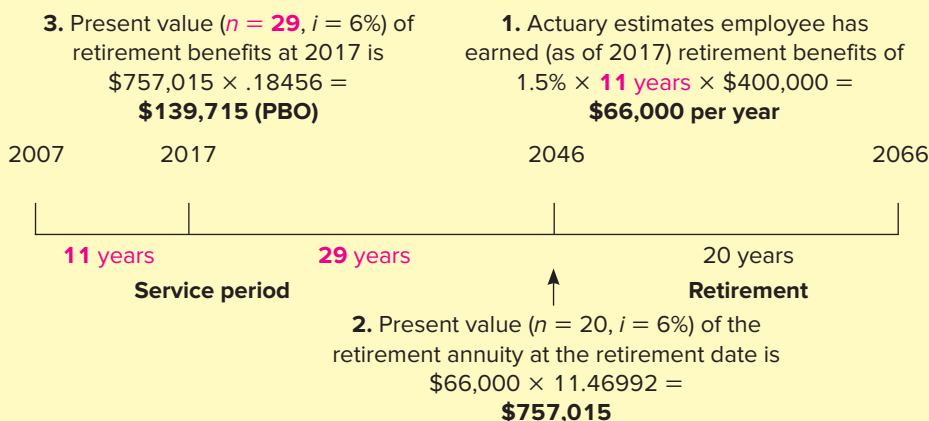 3. Present value (n = 29, i = 6%) of
retirement benefits at 2017 is
$757,015 × .18456 =
$139,715 (PBO)
1. Actuary estimates employee has
earned (as of 2017) retirement benefits of
1.5% × 11 years × $400,000 =
$66,000 per year
2007 2017 2046 2066
11 years 29 years 20 years
Service period Retirement
2. Present value (n = 20, i = 6%) of the
retirement annuity at the retirement date is
$66,000 × 11.46992 =
$757,015